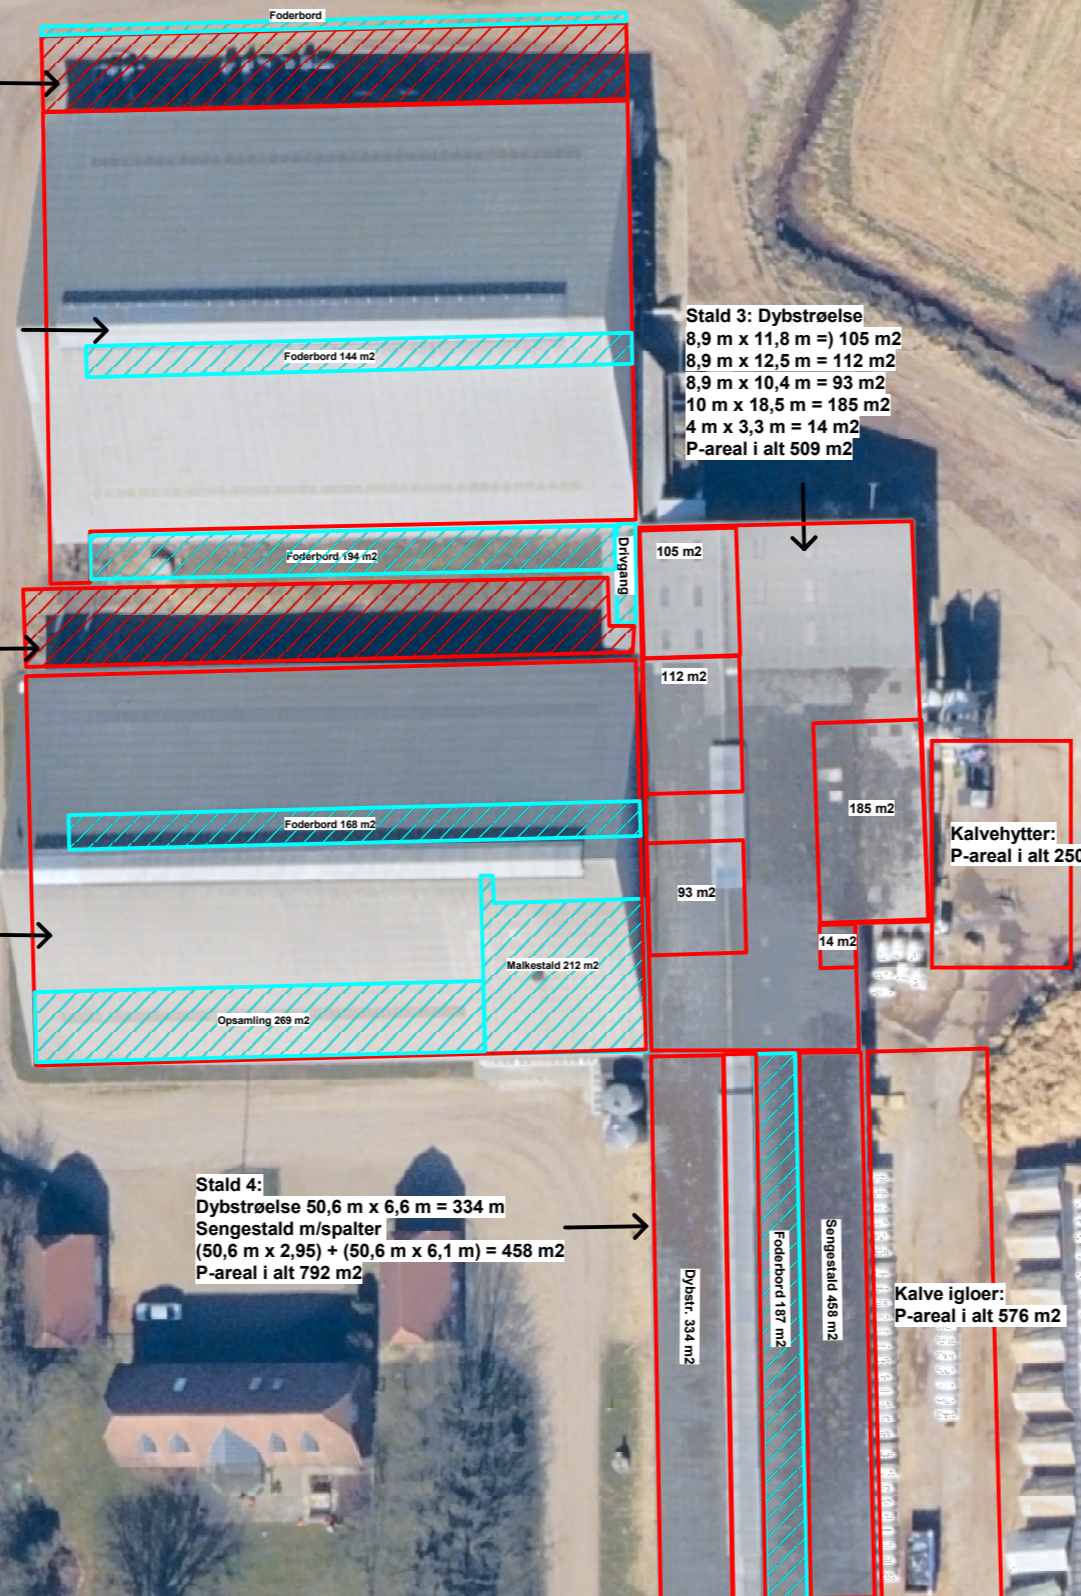 Foderbord
Foderbord 144 m2
Stald 3: Dybstrøelse
8,9 m x 11,8 m =) 105 m2
8,9 m x 12,5 m = 112 m2
8,9 m x 10,4 m = 93 m2
10 m x 18,5 m = 185 m2
4 m x 3,3 m = 14 m2
P-areal i alt 509 m2
Foderbord 194 m2
Drivgang
105 m2
112 m2
185 m2
Foderbord 168 m2
Kalvehytter:
P-areal i alt 250
93 m2
14 m2
Malkestald 212 m2
Opsamling 269 m2
Stald 4:
Dybstrøelse 50,6 m x 6,6 m = 334 m
Sengestald m/spalter
(50,6 m x 2,95) + (50,6 m x 6,1 m) = 458 m2
P-areal i alt 792 m2
Dybstr. 334 m2
Foderbord 187 m2
Sengestald 458 m2
Kalve igloer:
P-areal i alt 576 m2